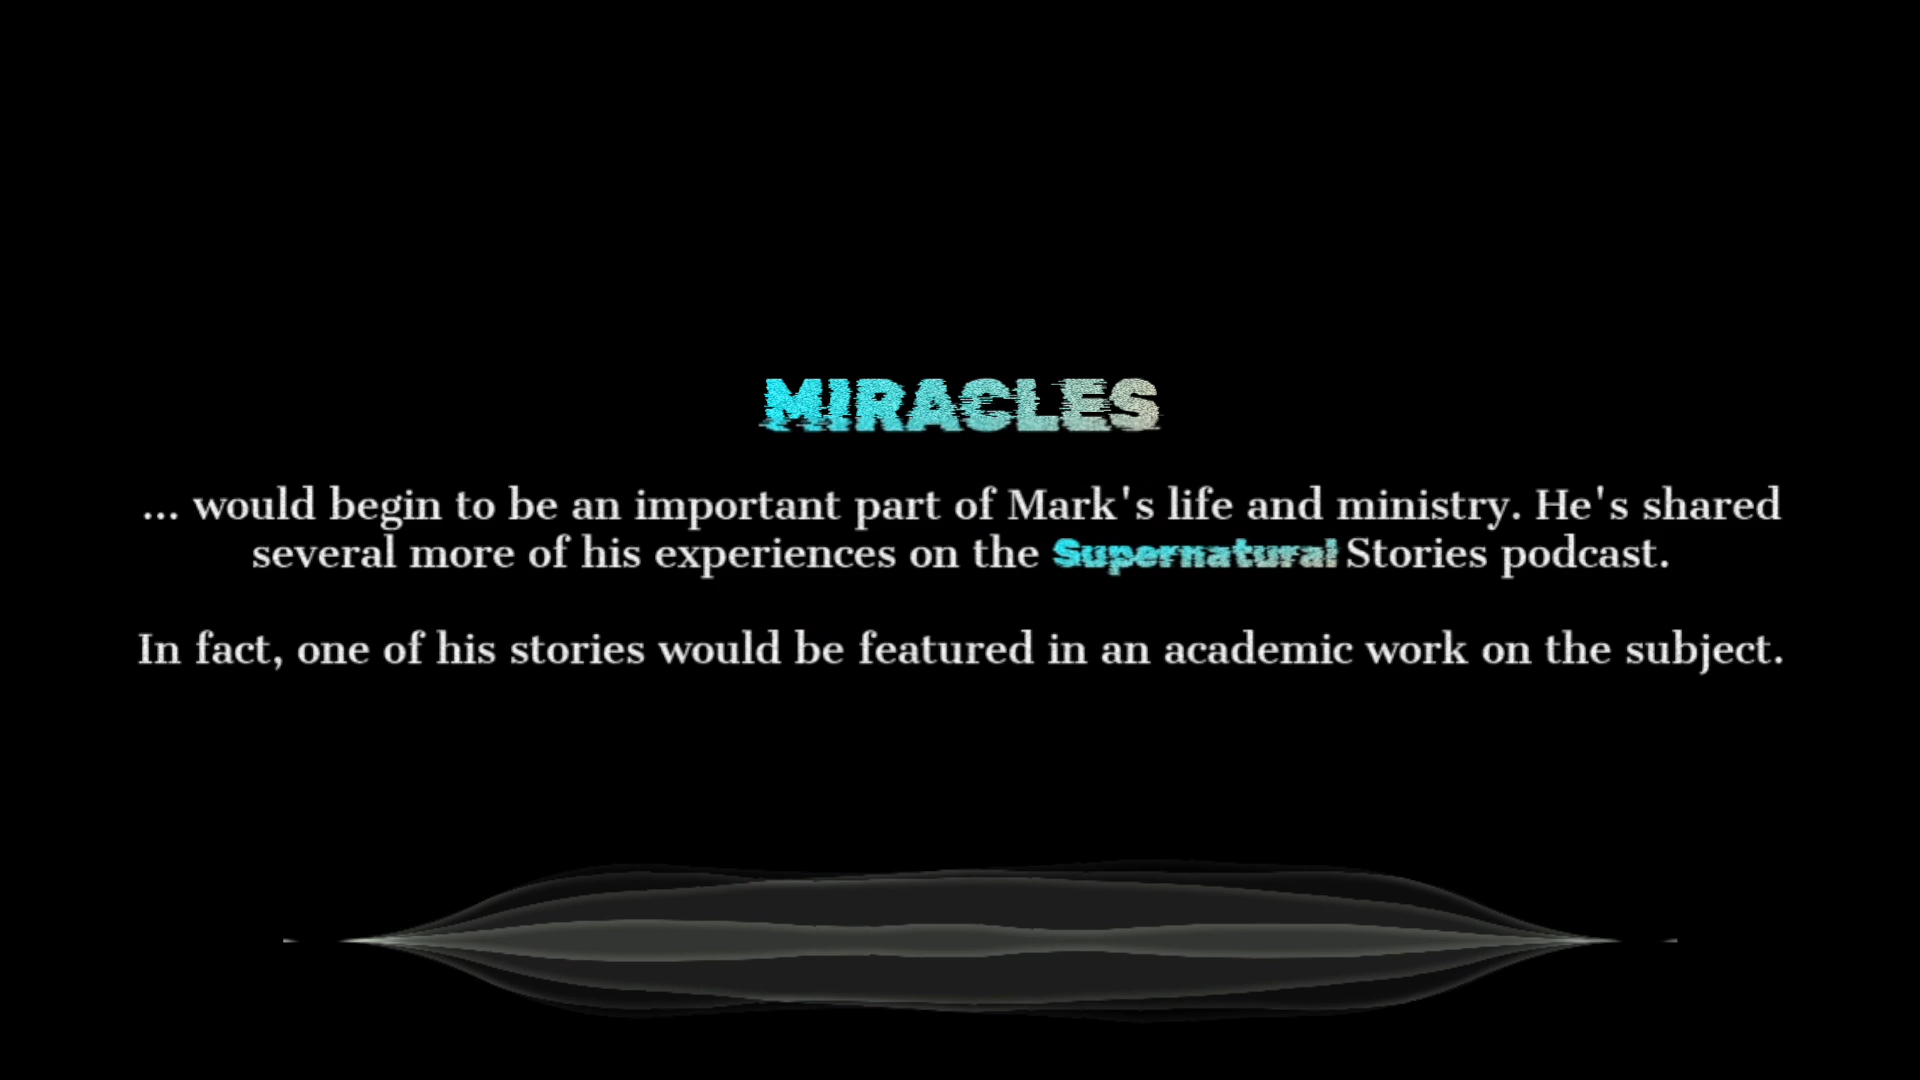 MIRACLES
... would begin to be an important part of Mark's life and ministry. He's shared
several more of his experiences on the Supernatural Stories podcast.
In fact, one of his stories would be featured in an academic work on the subject.